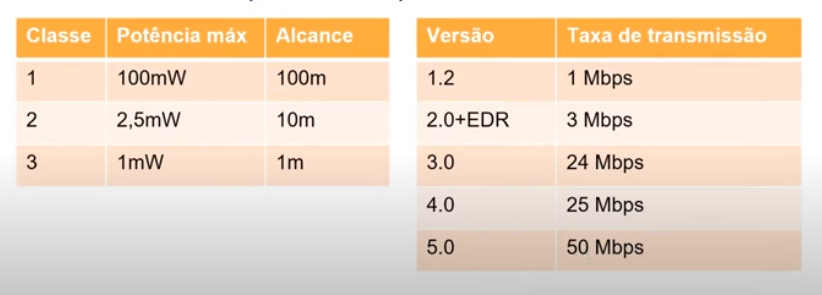 Classe Potência máx Alcance
1 100mW 100m
2 2,5mW 10m
3 1mW 1m
Versão Taxa de transmissão
1.2 1 Mbps
2.0+EDR 3 Mbps
3.0 24 Mbps
4.0 25 Mbps
5.0 50 Mbps